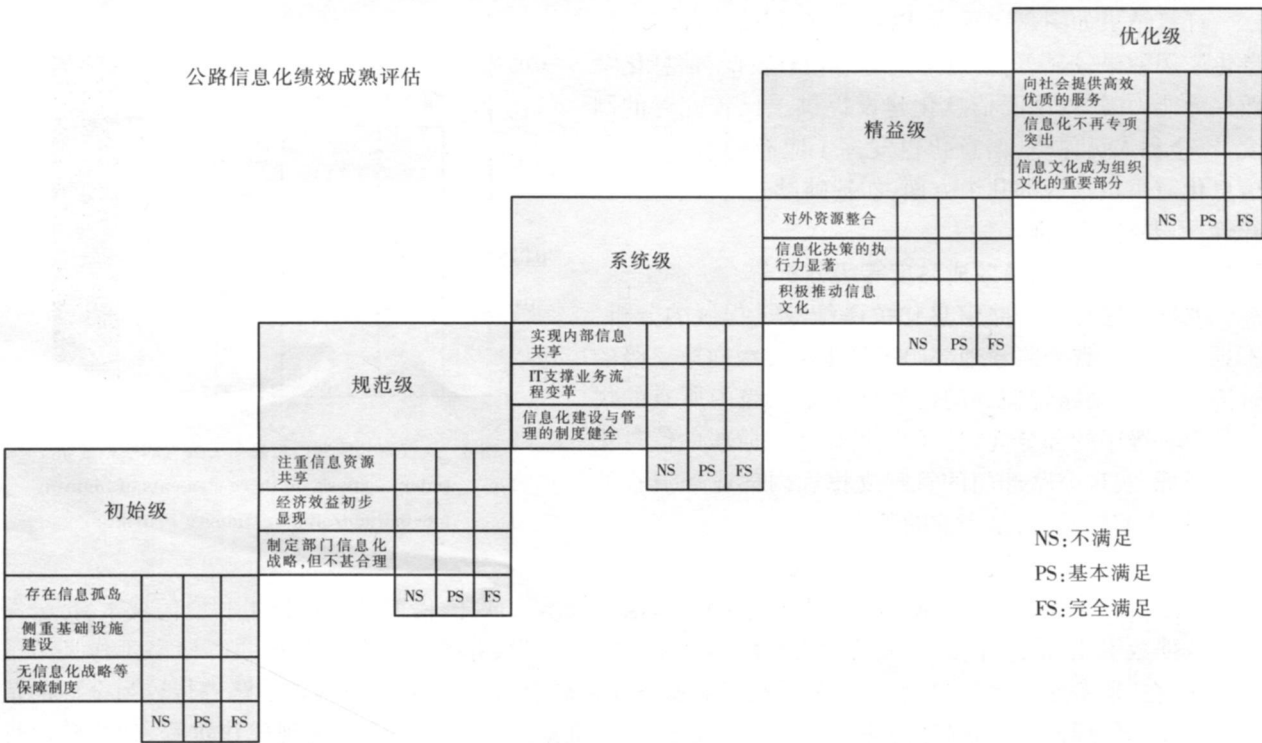 公路信息化绩效成熟评估
优化级
向社会提供高效
优质的服务
信息化不再专项
突出
信息文化成为组织
文化的重要部分
NS PS FS
精益级
对外资源整合
信息化决策的执
行力显著
积极推动信息
文化
NS PS FS
系统级
实现内部信息
共享
IT支撑业务流
程变革
信息化建设与管
理的制度健全
NS PS FS
规范级
注重信息资源
共享
经济效益初步
显现
制定部门信息化
战略,但不甚合理
NS PS FS
初始级
存在信息孤岛
侧重基础设施
建设
无信息化战略等
保障制度
NS PS FS
NS:不满足
PS:基本满足
FS:完全满足